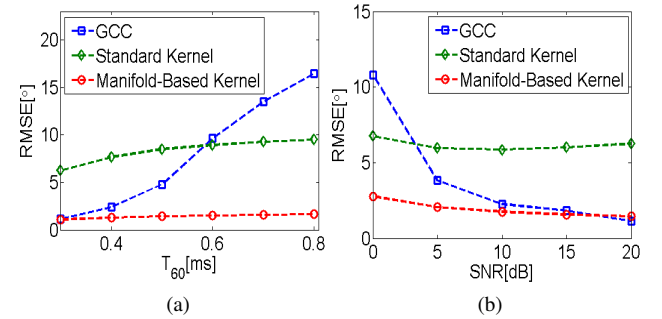 GCC
Standard Kernel
Manifold-Based Kernel
RMSE[°]
20
15
10
5
0
0.4
0.6
0.8
T60[ms]
(a)
GCC
Standard Kernel
Manifold-Based Kernel
RMSE[°]
15
10
5
0
0
5
10
15
20
SNR[dB]
(b)